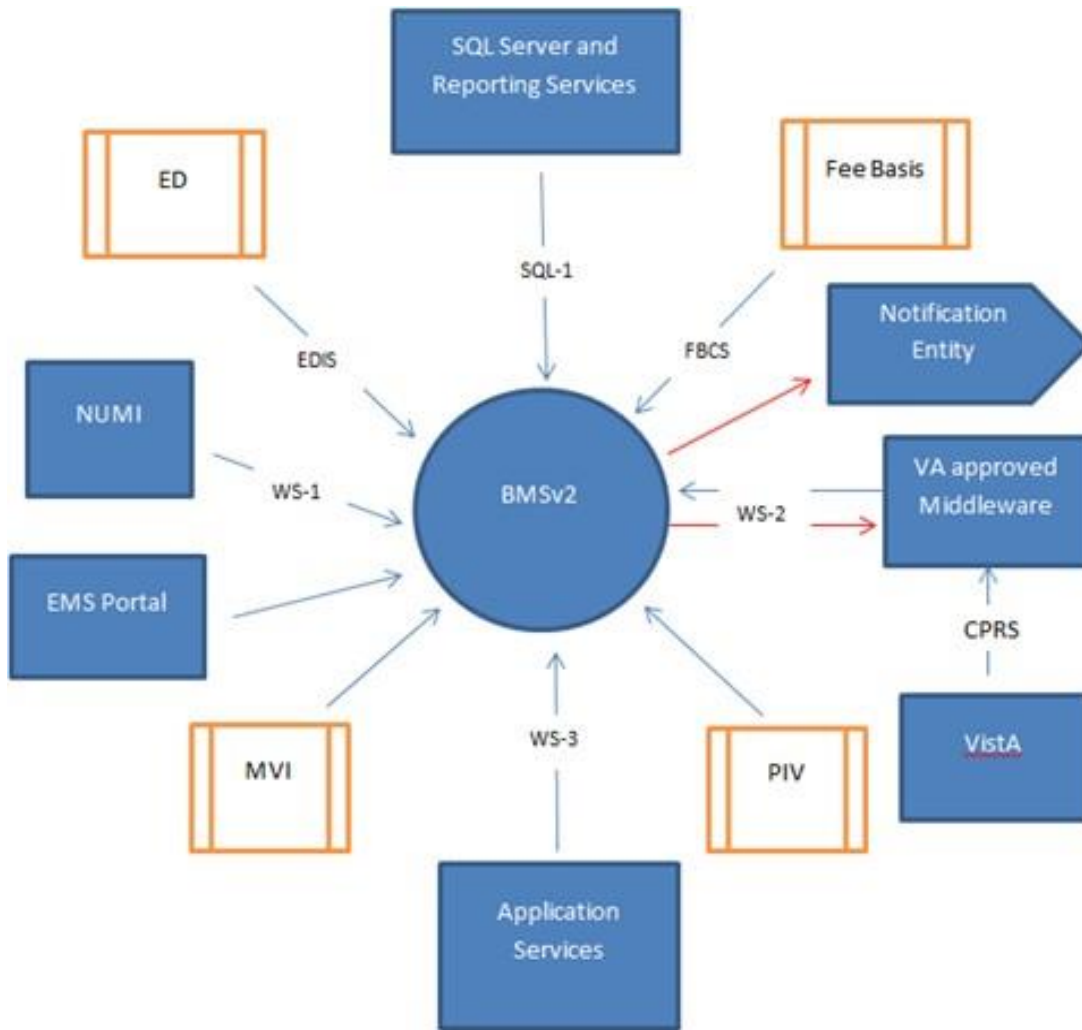 SQL Server and
Reporting Services
ED
Fee Basis
SQL-1
EDIS
FBCS
Notification
Entity
NUMI
WS-1
BMSv2
VA approved
Middleware
WS-2
EMS Portal
CPRS
MVI
WS-3
PIV
VistA
Application
Services